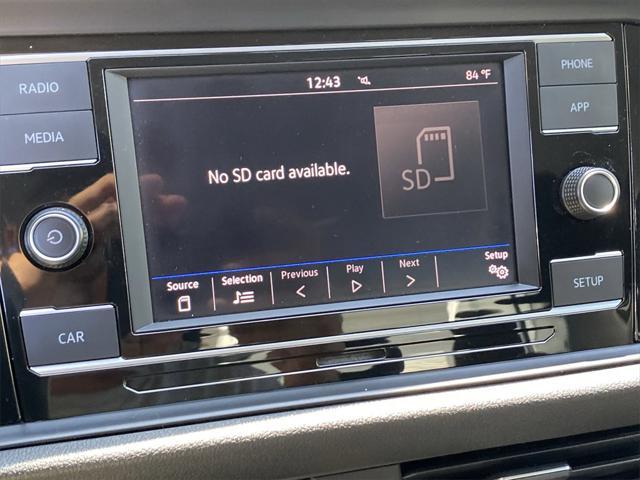 RADIO
MEDIA
CAR
12:43
84 °F
No SD card available.
SD
Source
Selection
Previous
Play
Next
Setup
PHONE
APP
SETUP